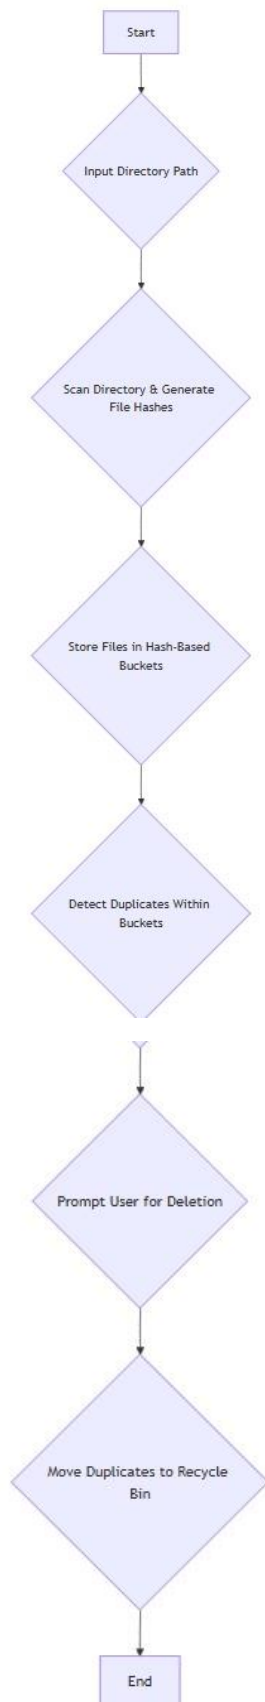 Start
Input Directory Path
Scan Directory & Generate
File Hashes
Store Files in Hash-Based
Buckets
Detect Duplicates Within
Buckets
Prompt User for Deletion
Move Duplicates to Recycle
Bin
End